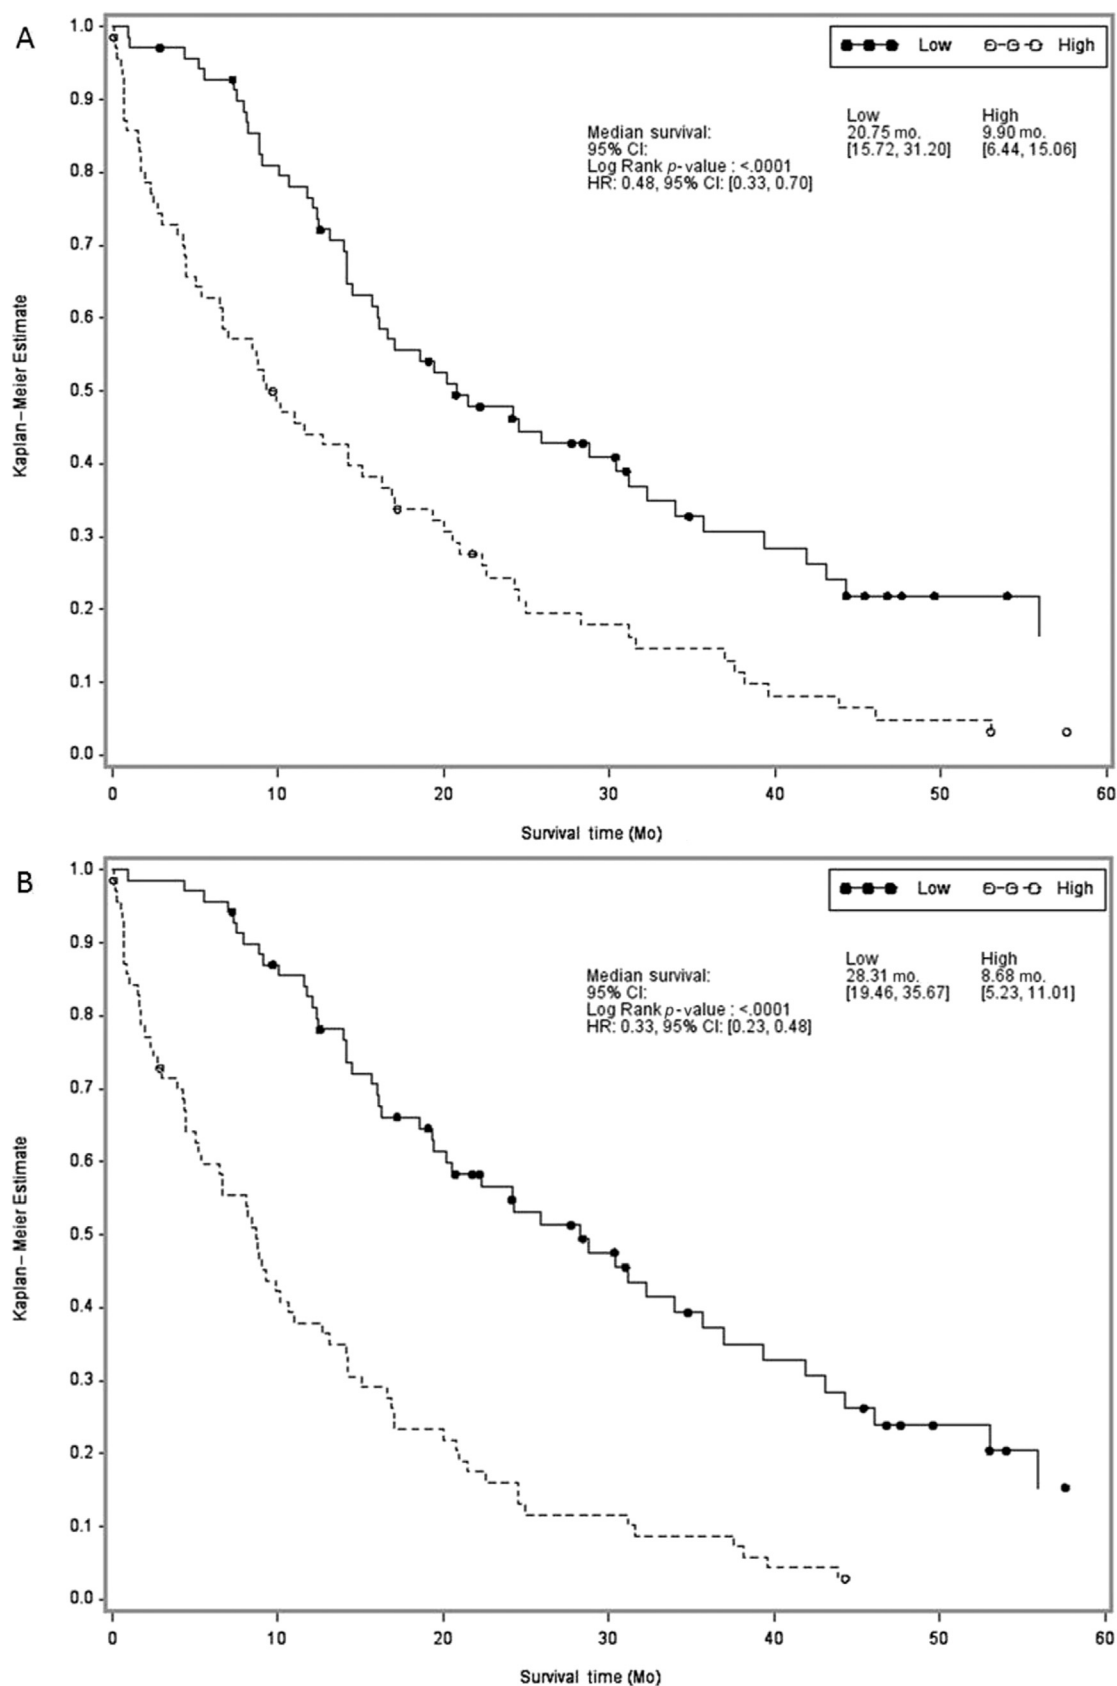 A
Low High
Low High
Median survival: 20.75 mo. 9.90 mo.
95% CI: [15.72, 31.20] [6.44, 15.06]
Log Rank p-value : <.0001
HR: 0.48, 95% CI: [0.33, 0.70]
1.0
0.9
0.8
0.7
0.6
0.5
0.4
0.3
0.2
0.1
0.0
Kaplan-Meier Estimate
0 10 20 30 40 50 60
Survival time (Mo)
B
Low High
Low High
Median survival: 28.31 mo. 8.68 mo.
95% CI: [19.46, 35.67] [5.23, 11.01]
Log Rank p-value : <.0001
HR: 0.33, 95% CI: [0.23, 0.48]
1.0
0.9
0.8
0.7
0.6
0.5
0.4
0.3
0.2
0.1
0.0
Kaplan-Meier Estimate
0 10 20 30 40 50 60
Survival time (Mo)